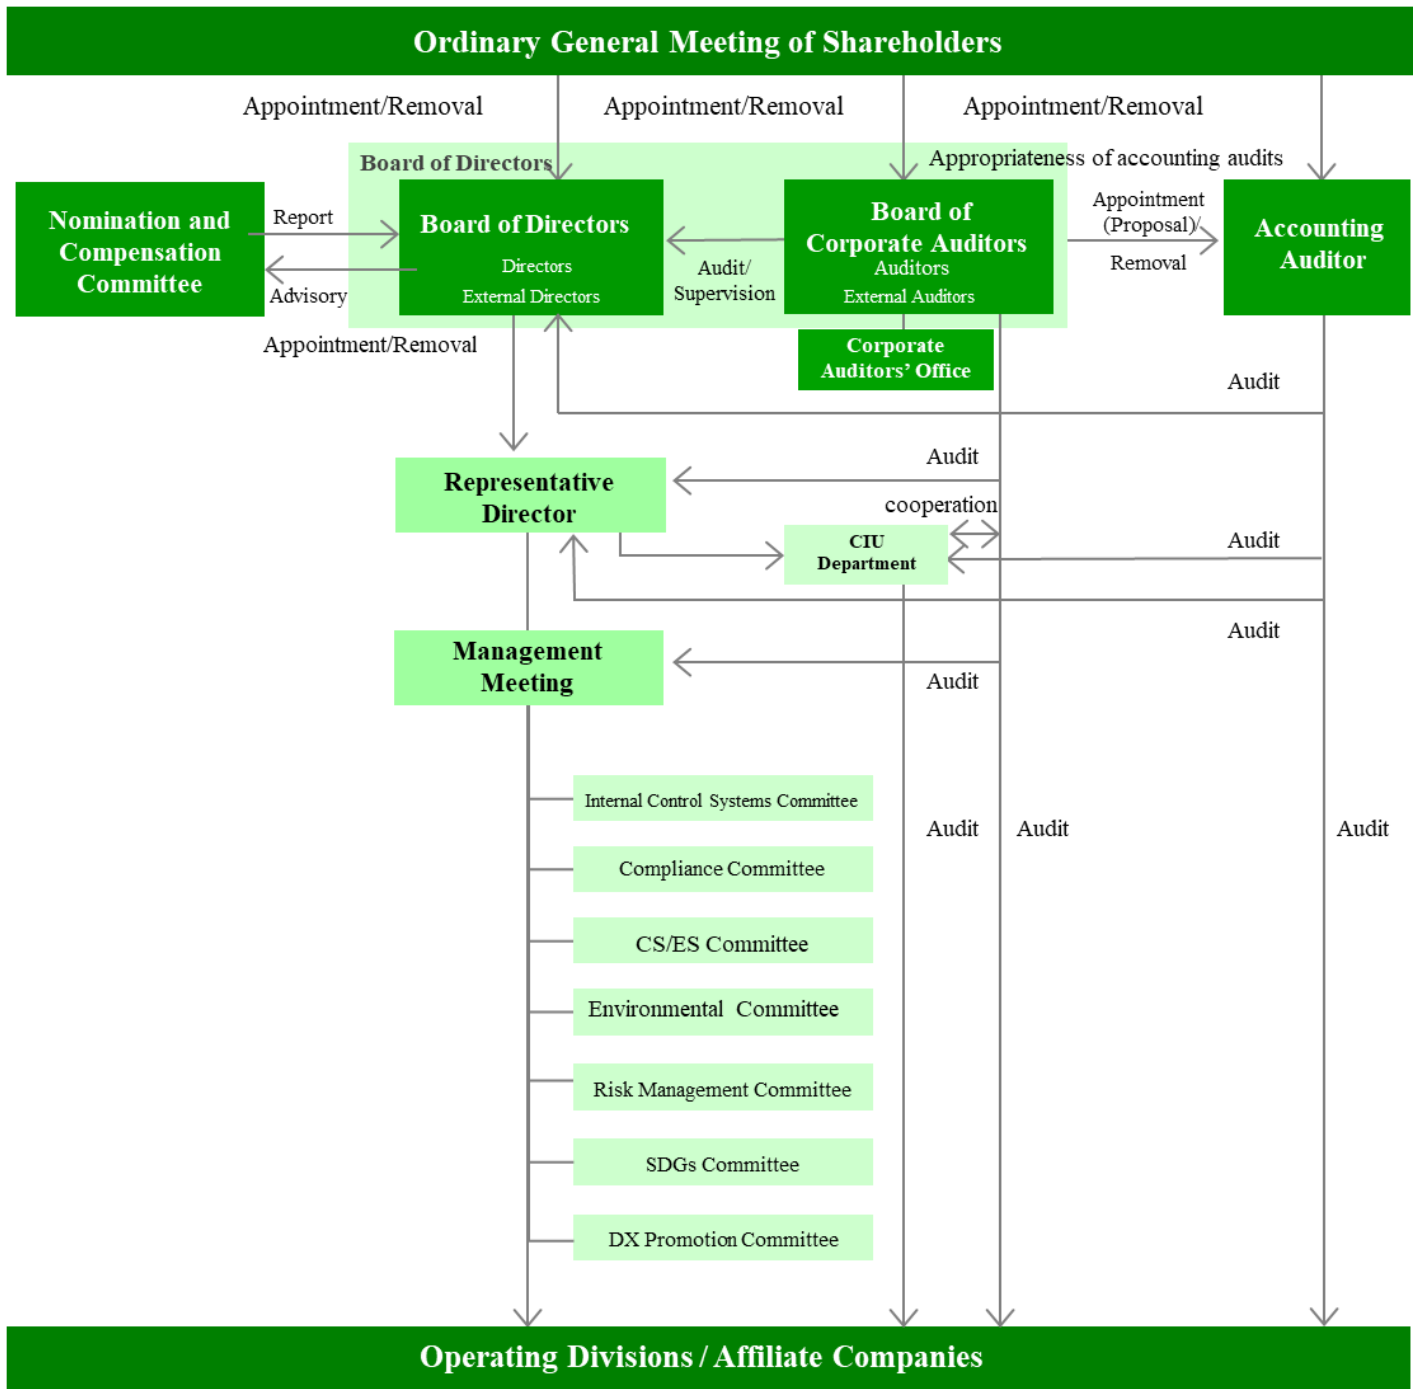 Ordinary General Meeting of Shareholders
Appointment/Removal
Appointment/Removal
Appointment/Removal
Board of Directors
Appropriateness of accounting audits
Nomination and
Compensation
Committee
Report
Advisory
Board of Directors
Directors
External Directors
Audit/
Supervision
Board of
Corporate Auditors
Auditors
External Auditors
Appointment
(Proposal)/
Removal
Accounting
Auditor
Appointment/Removal
Corporate
Auditors’ Office
Audit
Audit
Representative
Director
cooperation
CIU
Department
Audit
Audit
Management
Meeting
Audit
Internal Control Systems Committee
Audit
Audit
Audit
Compliance Committee
CS/ES Committee
Environmental Committee
Risk Management Committee
SDGs Committee
DX Promotion Committee
Operating Divisions / Affiliate Companies